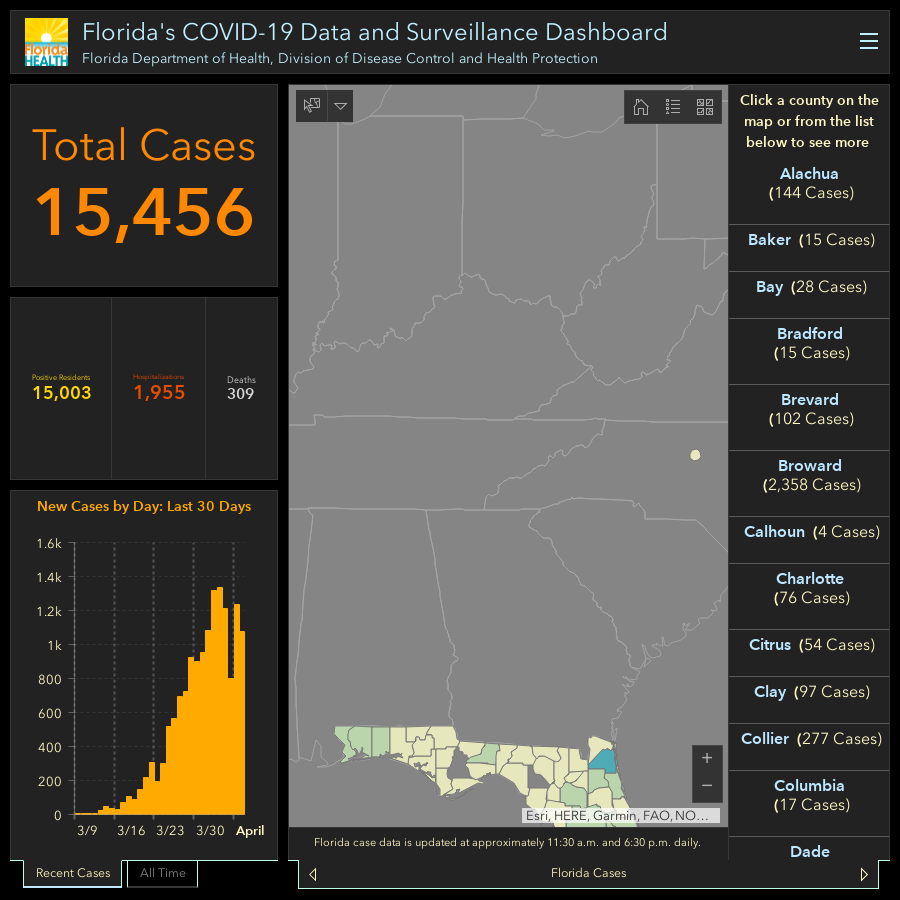 Florida's COVID-19 Data and Surveillance Dashboard
Florida Department of Health, Division of Disease Control and Health Protection
Florida
HEALTH
Total Cases
15,456
Positive Residents
15,003
Hospitalizations
1,955
Deaths
309
New Cases by Day: Last 30 Days
1.6k
1.4k
1.2k
1k
800
600
400
200
0
3/9
3/16
3/23
3/30
April
Recent Cases
All Time
+
−
Esri, HERE, Garmin, FAO, NO…
Florida case data is updated at approximately 11:30 a.m. and 6:30 p.m. daily.
Florida Cases
Click a county on the
map or from the list
below to see more
Alachua
(144 Cases)
Baker (15 Cases)
Bay (28 Cases)
Bradford
(15 Cases)
Brevard
(102 Cases)
Broward
(2,358 Cases)
Calhoun (4 Cases)
Charlotte
(76 Cases)
Citrus (54 Cases)
Clay (97 Cases)
Collier (277 Cases)
Columbia
(17 Cases)
Dade